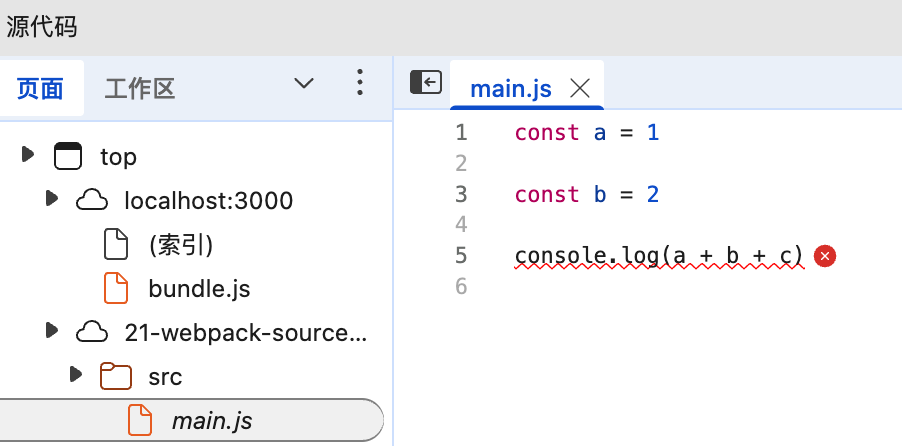 源代码
页面 工作区
top
localhost:3000
(索引)
bundle.js
21-webpack-source...
src
main.js
main.js
1 const a = 1
2
3 const b = 2
4
5 console.log(a + b + c)
6